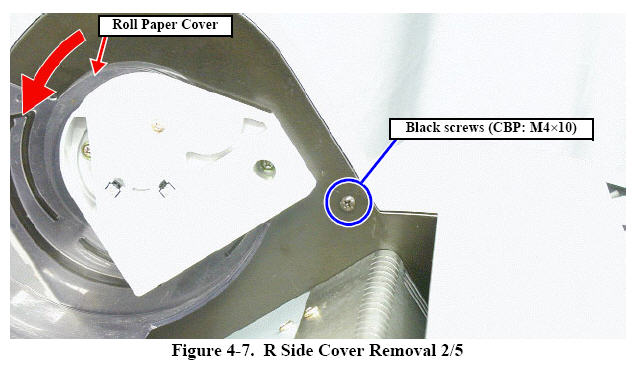 Roll Paper Cover
Black screws (CBP: M4×10)
Figure 4-7.  R Side Cover Removal 2/5